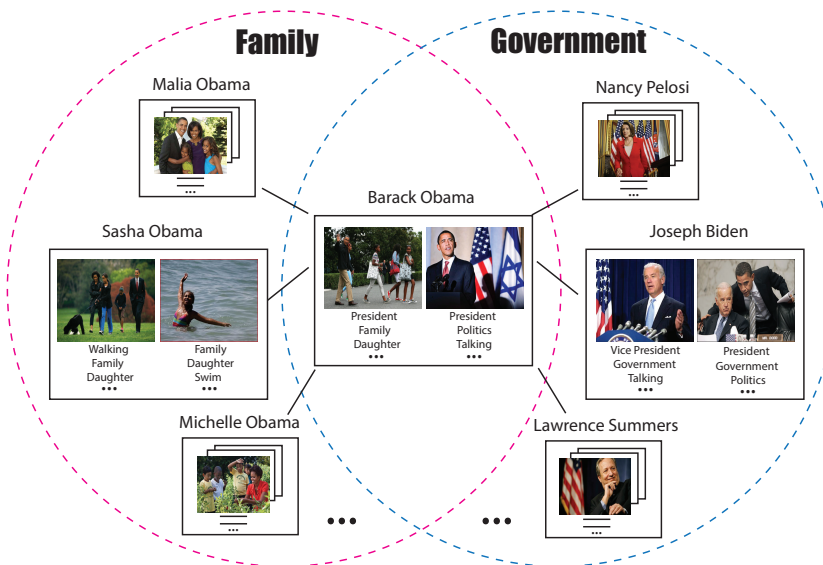 Family
Government
Malia Obama
•••
Nancy Pelosi
•••
Barack Obama
President
Family
Daughter
•••
President
Politics
Talking
•••
Sasha Obama
Walking
Family
Daughter
•••
Family
Daughter
Swim
•••
Joseph Biden
Vice President
Government
Talking
•••
President
Government
Politics
•••
Michelle Obama
•••
Lawrence Summers
•••
•••
•••